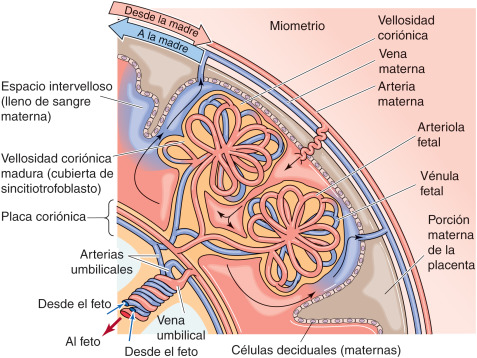 Desde la madre
A la madre
Miometrio
Vellosidad
coriónica
Vena
materna
Arteria
materna
Espacio intervelloso
(lleno de sangre
materna)
Arteriola
fetal
Vellosidad coriónica
madura (cubierta de
sincitiotrofoblasto)
Vénula
fetal
Placa coriónica
Porción
materna
de la
placenta
Arterias
umbilicales
Desde el feto
Al feto
Vena
umbilical
Desde el feto
Células deciduales (maternas)